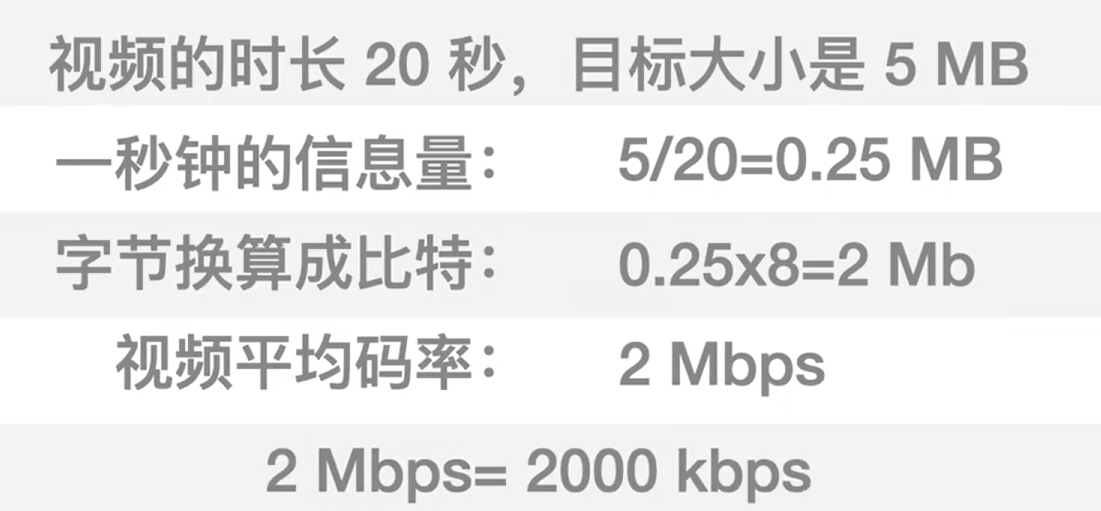 视频的时长 20 秒，目标大小是 5 MB
一秒钟的信息量： 5/20=0.25 MB
字节换算成比特： 0.25x8=2 Mb
视频平均码率： 2 Mbps
2 Mbps= 2000 kbps